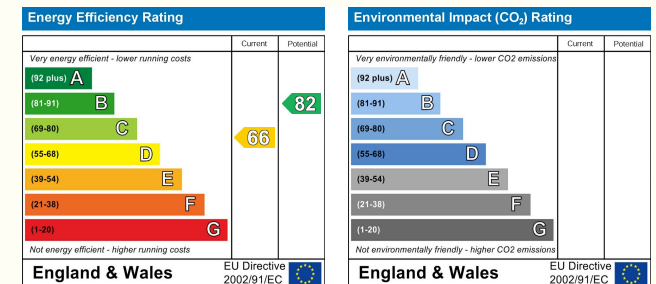 Energy Efficiency Rating
Current Potential
Very energy efficient - lower running costs
(92 plus) A
(81-91) B
82
(69-80) C
66
(55-68) D
(39-54) E
(21-38) F
(1-20) G
Not energy efficient - higher running costs
England & Wales
EU Directive
2002/91/EC
Environmental Impact (CO₂) Rating
Current Potential
Very environmentally friendly - lower CO2 emissions
(92 plus) A
(81-91) B
(69-80) C
(55-68) D
(39-54) E
(21-38) F
(1-20) G
Not environmentally friendly - higher CO2 emissions
England & Wales
EU Directive
2002/91/EC